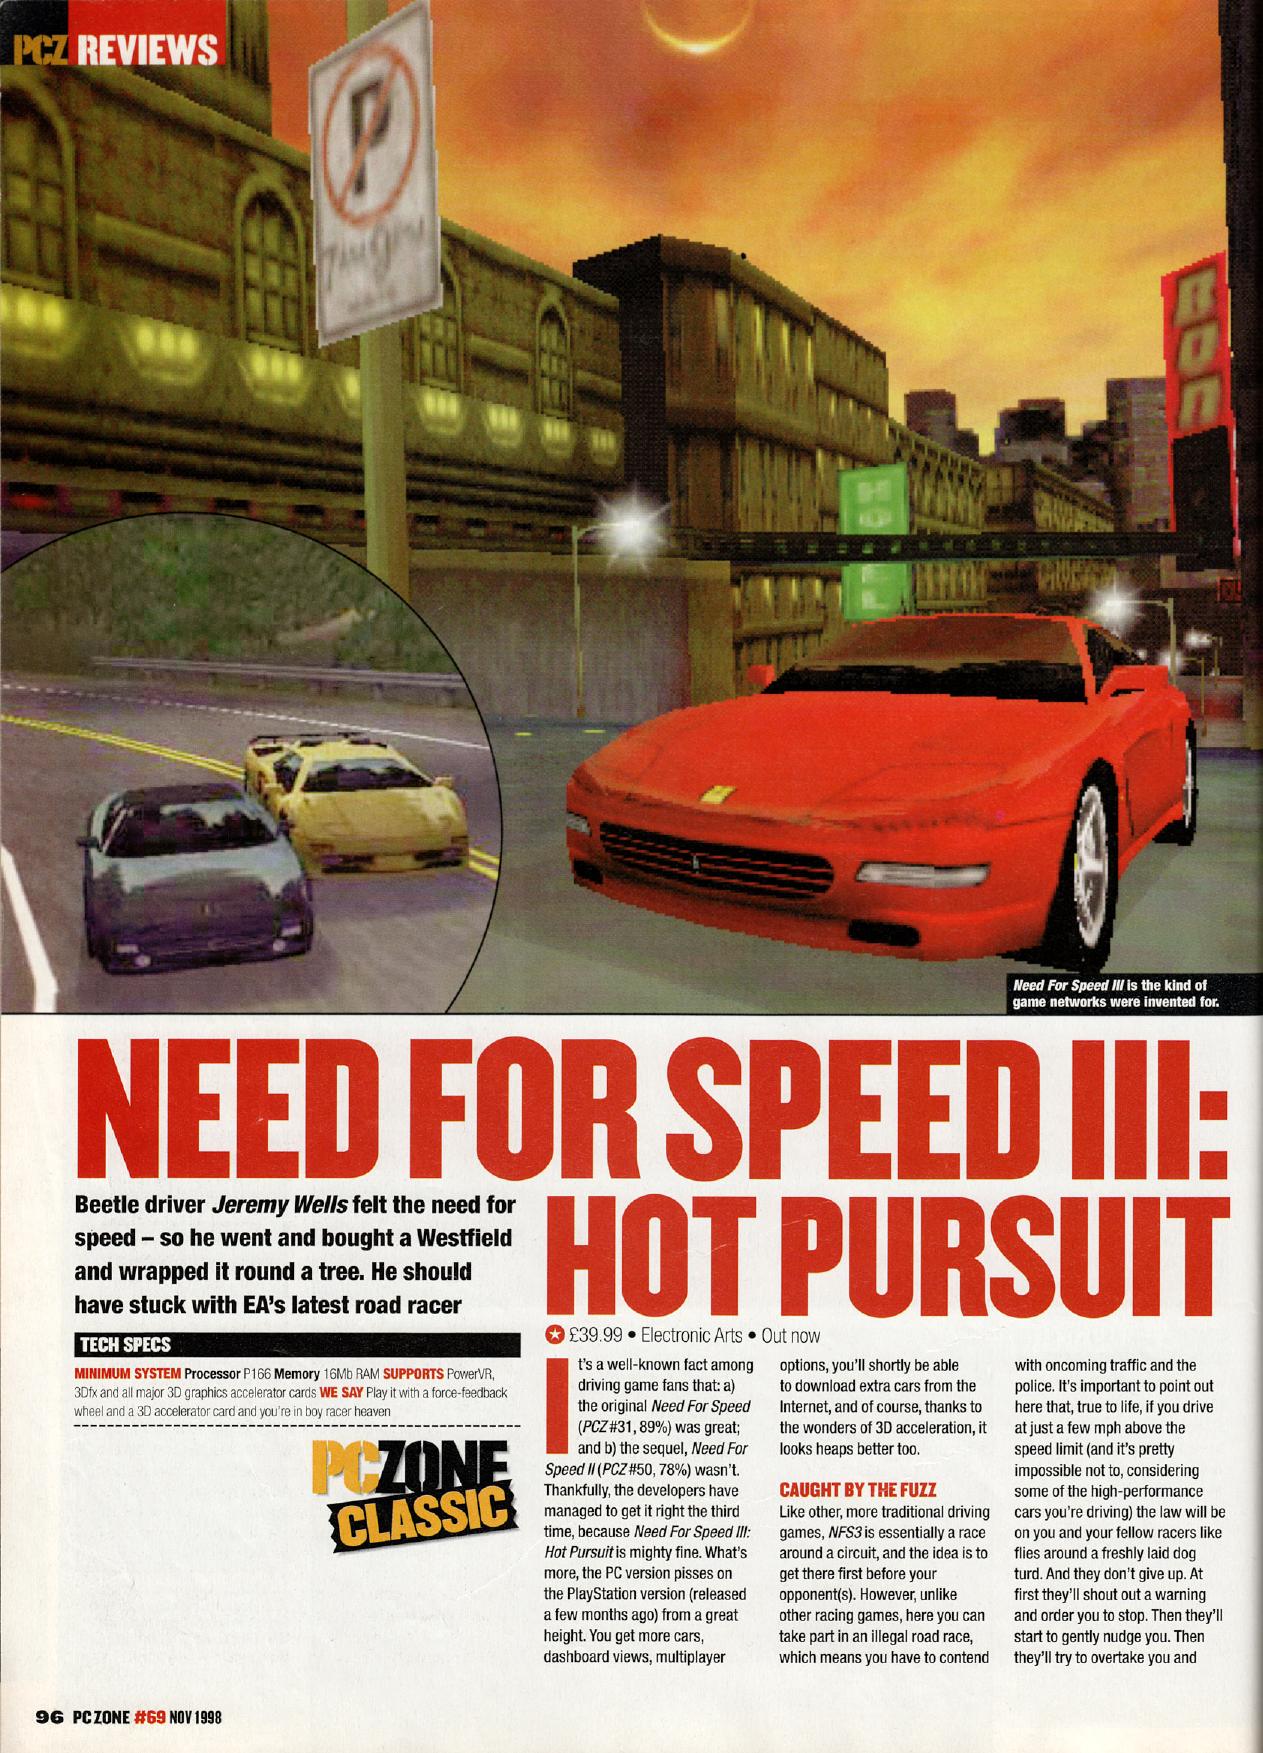 PCZ REVIEWS
P
BON
HOTEL
Need For Speed III is the kind of
game networks were invented for.
NEED FOR SPEED III:
HOT PURSUIT
Beetle driver Jeremy Wells felt the need for
speed – so he went and bought a Westfield
and wrapped it round a tree. He should
have stuck with EA's latest road racer
TECH SPECS
MINIMUM SYSTEM Processor P166 Memory 16Mb RAM SUPPORTS PowerVR,
3Dfx and all major 3D graphics accelerator cards WE SAY Play it with a force-feedback
wheel and a 3D accelerator card and you're in boy racer heaven
PCZONE
CLASSIC
£39.99 • Electronic Arts • Out now
It's a well-known fact among
driving game fans that: a)
the original Need For Speed
(PCZ #31, 89%) was great;
and b) the sequel, Need For
Speed II (PCZ #50, 78%) wasn't.
Thankfully, the developers have
managed to get it right the third
time, because Need For Speed III:
Hot Pursuit is mighty fine. What's
more, the PC version pisses on
the PlayStation version (released
a few months ago) from a great
height. You get more cars,
dashboard views, multiplayer
options, you'll shortly be able
to download extra cars from the
Internet, and of course, thanks to
the wonders of 3D acceleration, it
looks heaps better too.
CAUGHT BY THE FUZZ
Like other, more traditional driving
games, NFS3 is essentially a race
around a circuit, and the idea is to
get there first before your
opponent(s). However, unlike
other racing games, here you can
take part in an illegal road race,
which means you have to contend
with oncoming traffic and the
police. It's important to point out
here that, true to life, if you drive
at just a few mph above the
speed limit (and it's pretty
impossible not to, considering
some of the high-performance
cars you're driving) the law will be
on you and your fellow racers like
flies around a freshly laid dog
turd. And they don't give up. At
first they'll shout out a warning
and order you to stop. Then they'll
start to gently nudge you. Then
they'll try to overtake you and
96 PC ZONE #69 NOV 1998